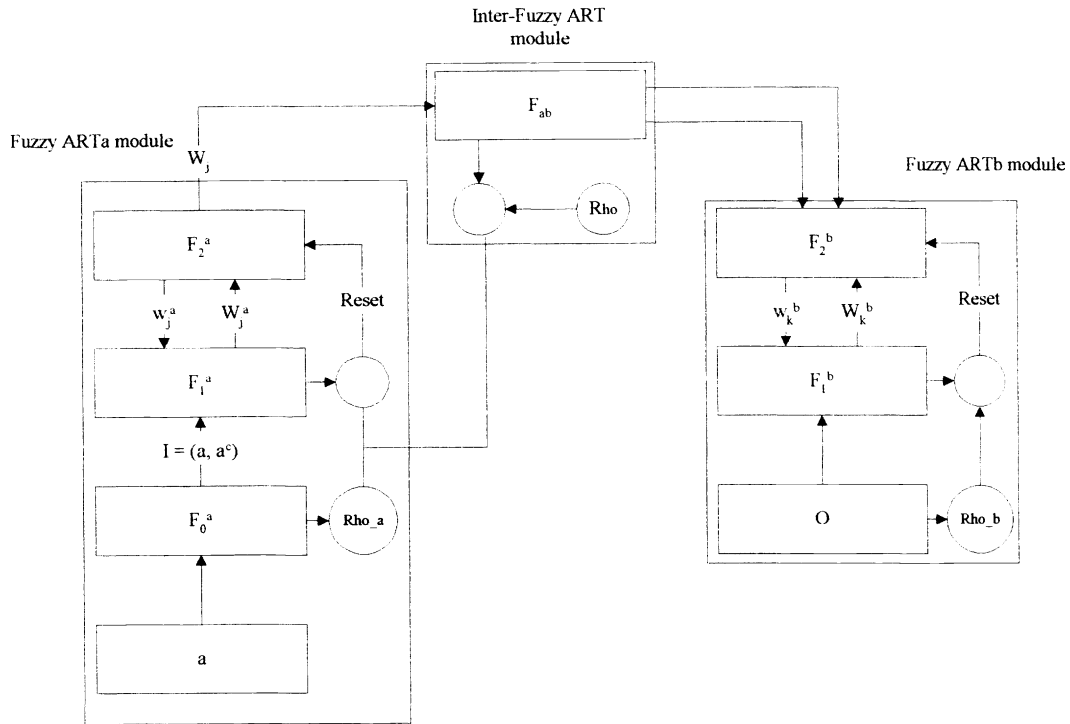 Inter-Fuzzy ART
module
F_ab
Rho
Fuzzy ARTa module
W_j
F_2^a
w_j^a
W_j^a
Reset
F_1^a
I = (a, a^c)
F_0^a
Rho_a
a
Fuzzy ARTb module
F_2^b
w_k^b
W_k^b
Reset
F_1^b
O
Rho_b